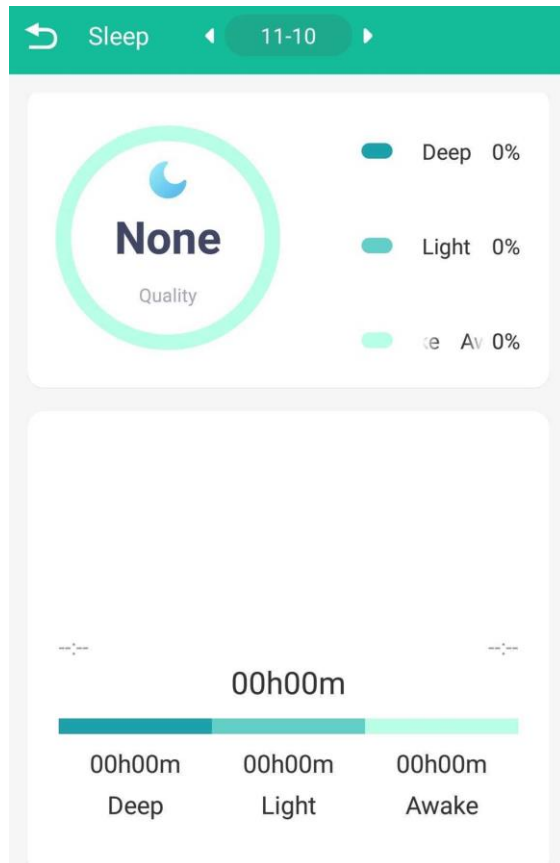 Sleep 11-10
Deep 0%
None
Light 0%
Quality
0%
--:-- --:--
00h00m
00h00m 00h00m 00h00m
Deep Light Awake